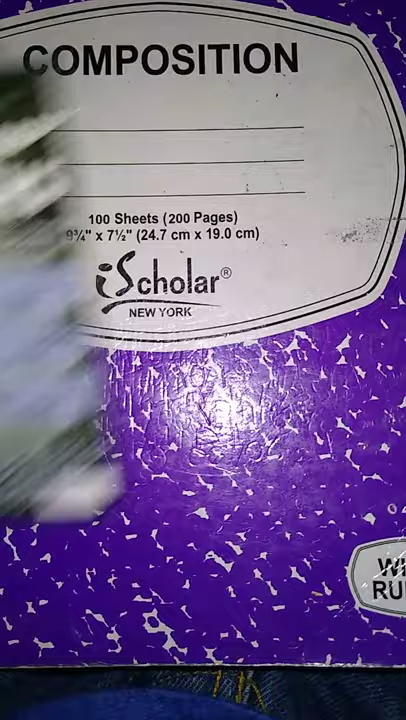 COMPOSITION
100 Sheets (200 Pages)
9¾" x 7½" (24.7 cm x 19.0 cm)
iScholar®
NEW YORK